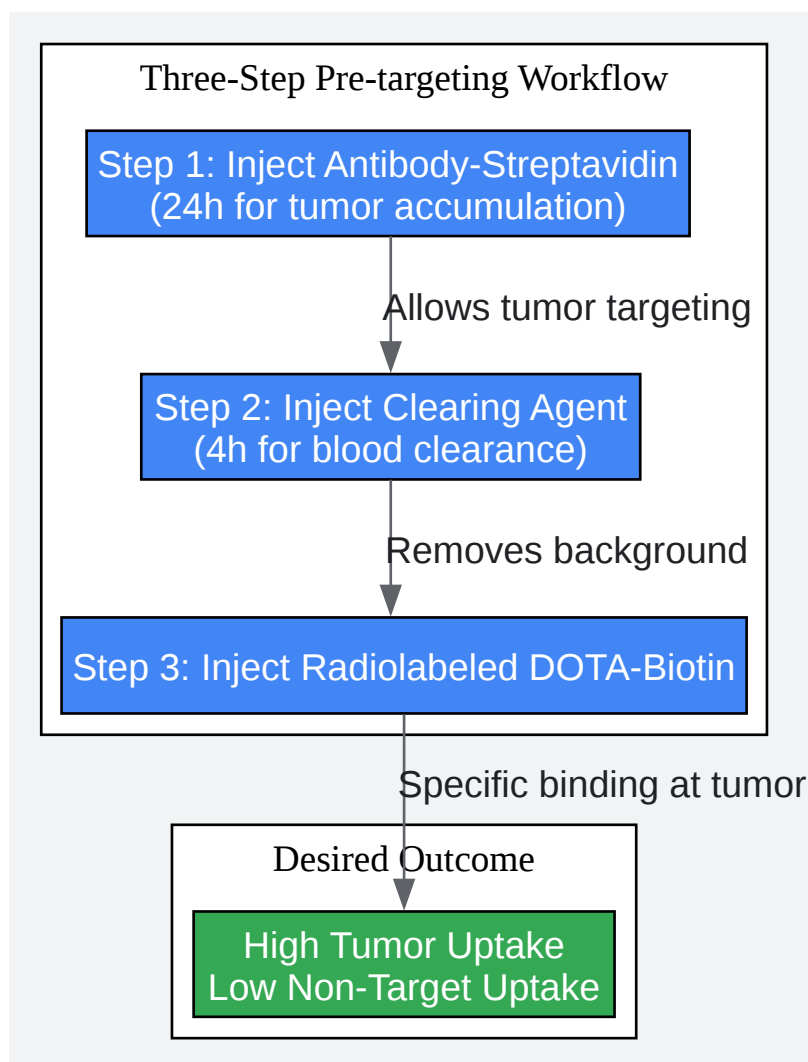 Three-Step Pre-targeting Workflow
Step 1: Inject Antibody-Streptavidin
(24h for tumor accumulation)
Allows tumor targeting
Step 2: Inject Clearing Agent
(4h for blood clearance)
Removes background
Step 3: Inject Radiolabeled DOTA-Biotin
Specific binding at tumor
Desired Outcome
High Tumor Uptake
Low Non-Target Uptake